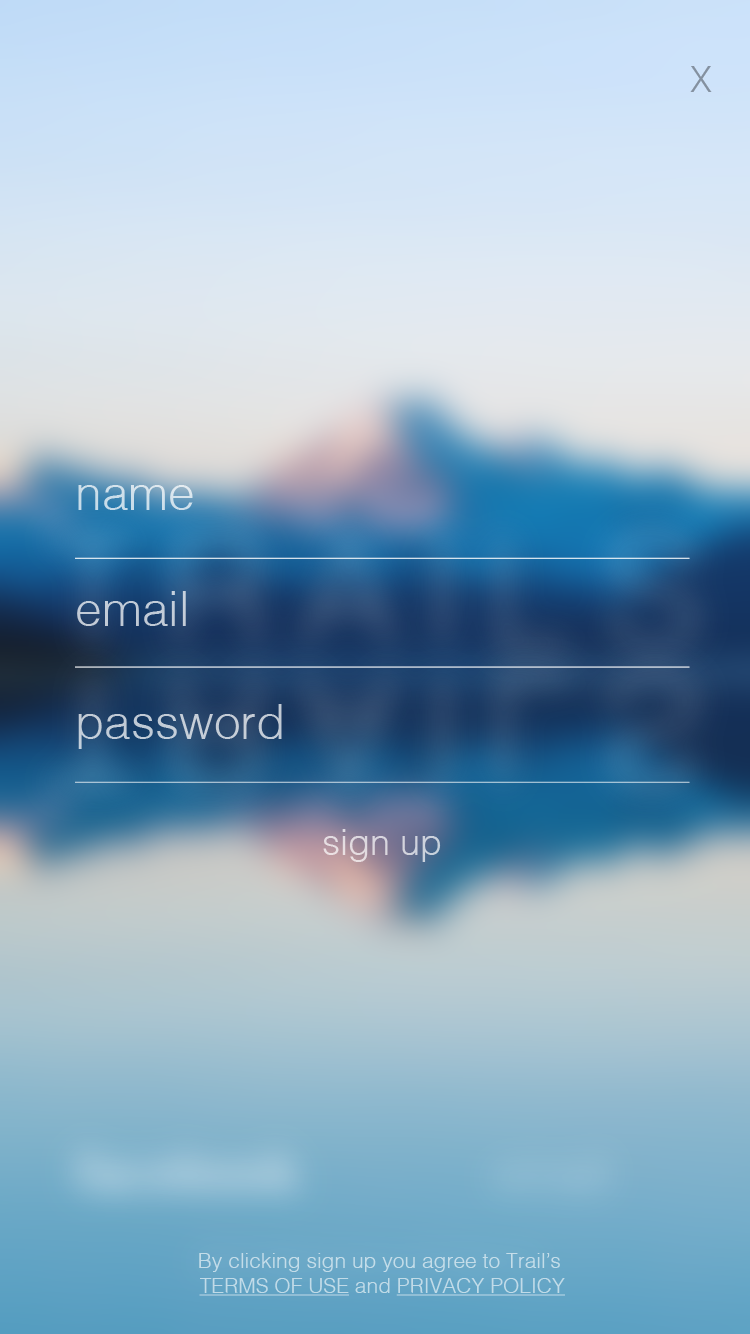 X
name
email
password
sign up
By clicking sign up you agree to Trail's
TERMS OF USE and PRIVACY POLICY